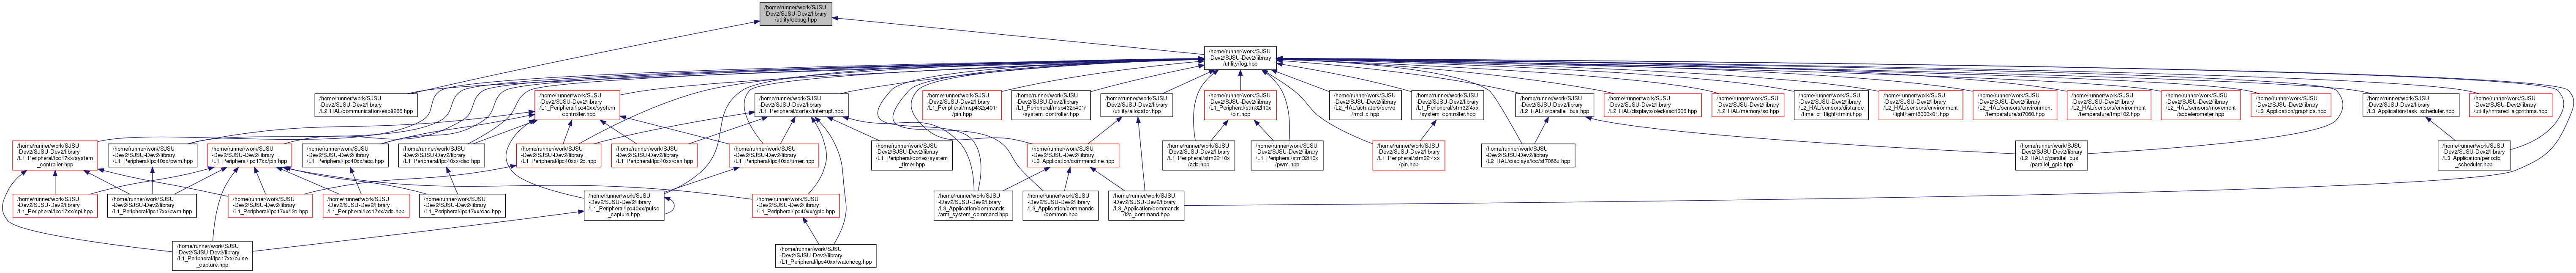 /home/runner/work/SJSU
-Dev2/SJSU-Dev2/library
/utility/debug.hpp
/home/runner/work/SJSU
-Dev2/SJSU-Dev2/library
/utility/log.hpp
/home/runner/work/SJSU
-Dev2/SJSU-Dev2/library
/L2_HAL/communication/esp8266.hpp
/home/runner/work/SJSU
-Dev2/SJSU-Dev2/library
/L1_Peripheral/lpc40xx/system
_controller.hpp
/home/runner/work/SJSU
-Dev2/SJSU-Dev2/library
/L1_Peripheral/cortex/interrupt.hpp
/home/runner/work/SJSU
-Dev2/SJSU-Dev2/library
/L1_Peripheral/msp432p401r
/pin.hpp
/home/runner/work/SJSU
-Dev2/SJSU-Dev2/library
/L1_Peripheral/msp432p401r
/system_controller.hpp
/home/runner/work/SJSU
-Dev2/SJSU-Dev2/library
/utility/allocator.hpp
/home/runner/work/SJSU
-Dev2/SJSU-Dev2/library
/L1_Peripheral/stm32f10x
/pin.hpp
/home/runner/work/SJSU
-Dev2/SJSU-Dev2/library
/L2_HAL/actuators/servo
/rmd_x.hpp
/home/runner/work/SJSU
-Dev2/SJSU-Dev2/library
/L1_Peripheral/stm32f4xx
/system_controller.hpp
/home/runner/work/SJSU
-Dev2/SJSU-Dev2/library
/L2_HAL/io/parallel_bus.hpp
/home/runner/work/SJSU
-Dev2/SJSU-Dev2/library
/L2_HAL/displays/oled/ssd1306.hpp
/home/runner/work/SJSU
-Dev2/SJSU-Dev2/library
/L2_HAL/memory/sd.hpp
/home/runner/work/SJSU
-Dev2/SJSU-Dev2/library
/L2_HAL/sensors/distance
/time_of_flight/tfmini.hpp
/home/runner/work/SJSU
-Dev2/SJSU-Dev2/library
/L2_HAL/sensors/environment
/light/temt6000x01.hpp
/home/runner/work/SJSU
-Dev2/SJSU-Dev2/library
/L2_HAL/sensors/environment
/temperature/si7060.hpp
/home/runner/work/SJSU
-Dev2/SJSU-Dev2/library
/L2_HAL/sensors/environment
/temperature/tmp102.hpp
/home/runner/work/SJSU
-Dev2/SJSU-Dev2/library
/L2_HAL/sensors/movement
/accelerometer.hpp
/home/runner/work/SJSU
-Dev2/SJSU-Dev2/library
/L3_Application/graphics.hpp
/home/runner/work/SJSU
-Dev2/SJSU-Dev2/library
/L3_Application/task_scheduler.hpp
/home/runner/work/SJSU
-Dev2/SJSU-Dev2/library
/utility/infrared_algorithms.hpp
/home/runner/work/SJSU
-Dev2/SJSU-Dev2/library
/L1_Peripheral/lpc17xx/system
_controller.hpp
/home/runner/work/SJSU
-Dev2/SJSU-Dev2/library
/L1_Peripheral/lpc40xx/pwm.hpp
/home/runner/work/SJSU
-Dev2/SJSU-Dev2/library
/L1_Peripheral/lpc17xx/pin.hpp
/home/runner/work/SJSU
-Dev2/SJSU-Dev2/library
/L1_Peripheral/lpc40xx/adc.hpp
/home/runner/work/SJSU
-Dev2/SJSU-Dev2/library
/L1_Peripheral/lpc40xx/dac.hpp
/home/runner/work/SJSU
-Dev2/SJSU-Dev2/library
/L1_Peripheral/lpc40xx/i2c.hpp
/home/runner/work/SJSU
-Dev2/SJSU-Dev2/library
/L1_Peripheral/lpc40xx/can.hpp
/home/runner/work/SJSU
-Dev2/SJSU-Dev2/library
/L1_Peripheral/lpc40xx/timer.hpp
/home/runner/work/SJSU
-Dev2/SJSU-Dev2/library
/L1_Peripheral/cortex/system
_timer.hpp
/home/runner/work/SJSU
-Dev2/SJSU-Dev2/library
/L3_Application/commandline.hpp
/home/runner/work/SJSU
-Dev2/SJSU-Dev2/library
/L1_Peripheral/stm32f10x
/adc.hpp
/home/runner/work/SJSU
-Dev2/SJSU-Dev2/library
/L1_Peripheral/stm32f10x
/pwm.hpp
/home/runner/work/SJSU
-Dev2/SJSU-Dev2/library
/L1_Peripheral/stm32f4xx
/pin.hpp
/home/runner/work/SJSU
-Dev2/SJSU-Dev2/library
/L2_HAL/displays/lcd/st7066u.hpp
/home/runner/work/SJSU
-Dev2/SJSU-Dev2/library
/L2_HAL/io/parallel_bus
/parallel_gpio.hpp
/home/runner/work/SJSU
-Dev2/SJSU-Dev2/library
/L3_Application/periodic
_scheduler.hpp
/home/runner/work/SJSU
-Dev2/SJSU-Dev2/library
/L1_Peripheral/lpc17xx/spi.hpp
/home/runner/work/SJSU
-Dev2/SJSU-Dev2/library
/L1_Peripheral/lpc17xx/pwm.hpp
/home/runner/work/SJSU
-Dev2/SJSU-Dev2/library
/L1_Peripheral/lpc17xx/i2c.hpp
/home/runner/work/SJSU
-Dev2/SJSU-Dev2/library
/L1_Peripheral/lpc17xx/adc.hpp
/home/runner/work/SJSU
-Dev2/SJSU-Dev2/library
/L1_Peripheral/lpc17xx/dac.hpp
/home/runner/work/SJSU
-Dev2/SJSU-Dev2/library
/L1_Peripheral/lpc40xx/pulse
_capture.hpp
/home/runner/work/SJSU
-Dev2/SJSU-Dev2/library
/L1_Peripheral/lpc40xx/gpio.hpp
/home/runner/work/SJSU
-Dev2/SJSU-Dev2/library
/L3_Application/commands
/arm_system_command.hpp
/home/runner/work/SJSU
-Dev2/SJSU-Dev2/library
/L3_Application/commands
/common.hpp
/home/runner/work/SJSU
-Dev2/SJSU-Dev2/library
/L3_Application/commands
/i2c_command.hpp
/home/runner/work/SJSU
-Dev2/SJSU-Dev2/library
/L1_Peripheral/lpc17xx/pulse
_capture.hpp
/home/runner/work/SJSU
-Dev2/SJSU-Dev2/library
/L1_Peripheral/lpc40xx/watchdog.hpp